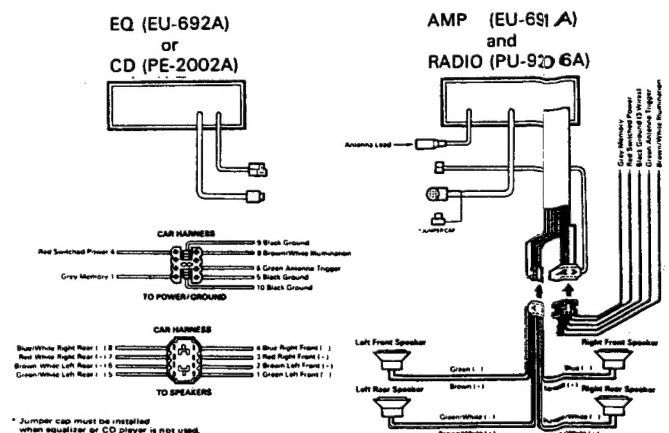 EQ (EU-692A)
or
CD (PE-2002A)
AMP (EU-691A)
and
RADIO (PU-9206A)
Antenna Lead
*JUMPER CAP
Grey Memory
Red Switched Power
Black Ground (3 Wires)
Green Antenna Trigger
Brown/White Illumination
CAR HARNESS
Red Switched Power 4
Grey Memory 1
9 Black Ground
8 Brown/White Illumination
6 Green Antenna Trigger
5 Black Ground
10 Black Ground
TO POWER/GROUND
CAR HARNESS
Blue/White Right Rear
Red White Right Rear
Brown White Left Rear
Green/White Left Rear
4 Blue Right Front
3 Red Right Front
2 Brown Left Front
1 Green Left Front
TO SPEAKERS
Left Front Speaker
Right Front Speaker
Green
Blue
Brown
Left Rear Speaker
Right Rear Speaker
Green/White
* Jumper cap must be installed
when equalizer or CD player is not used.